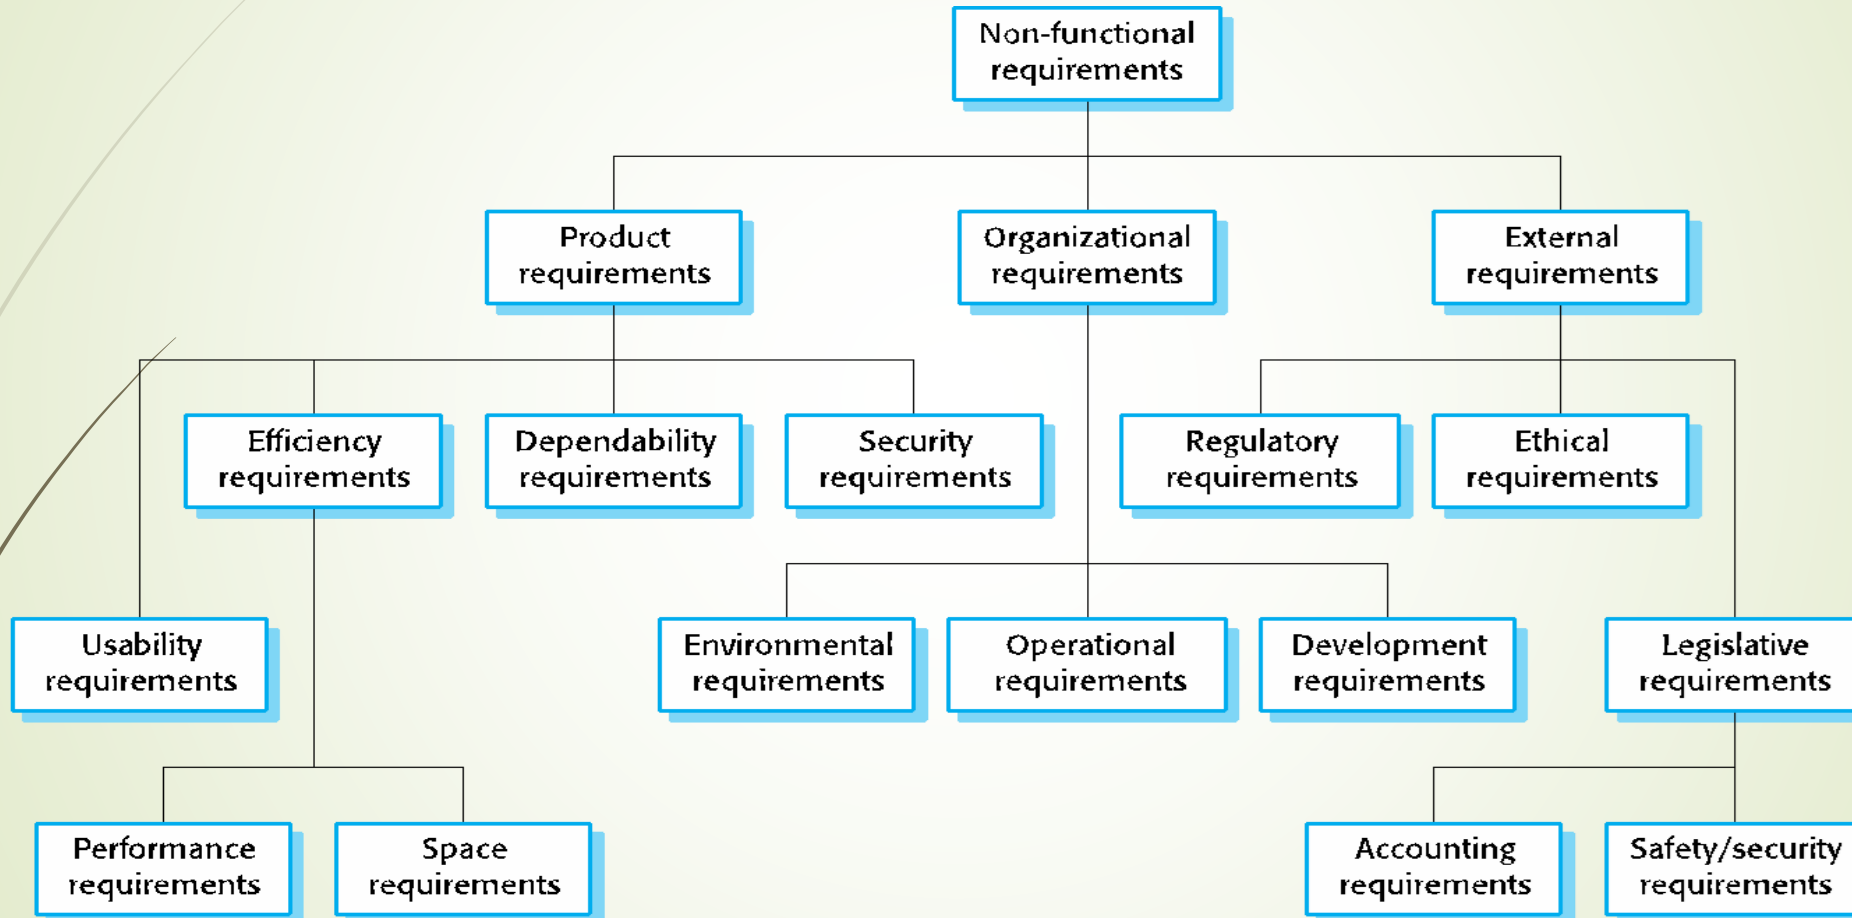 Non-functional
requirements
Product
requirements
Organizational
requirements
External
requirements
Efficiency
requirements
Dependability
requirements
Security
requirements
Regulatory
requirements
Ethical
requirements
Usability
requirements
Environmental
requirements
Operational
requirements
Development
requirements
Legislative
requirements
Performance
requirements
Space
requirements
Accounting
requirements
Safety/security
requirements